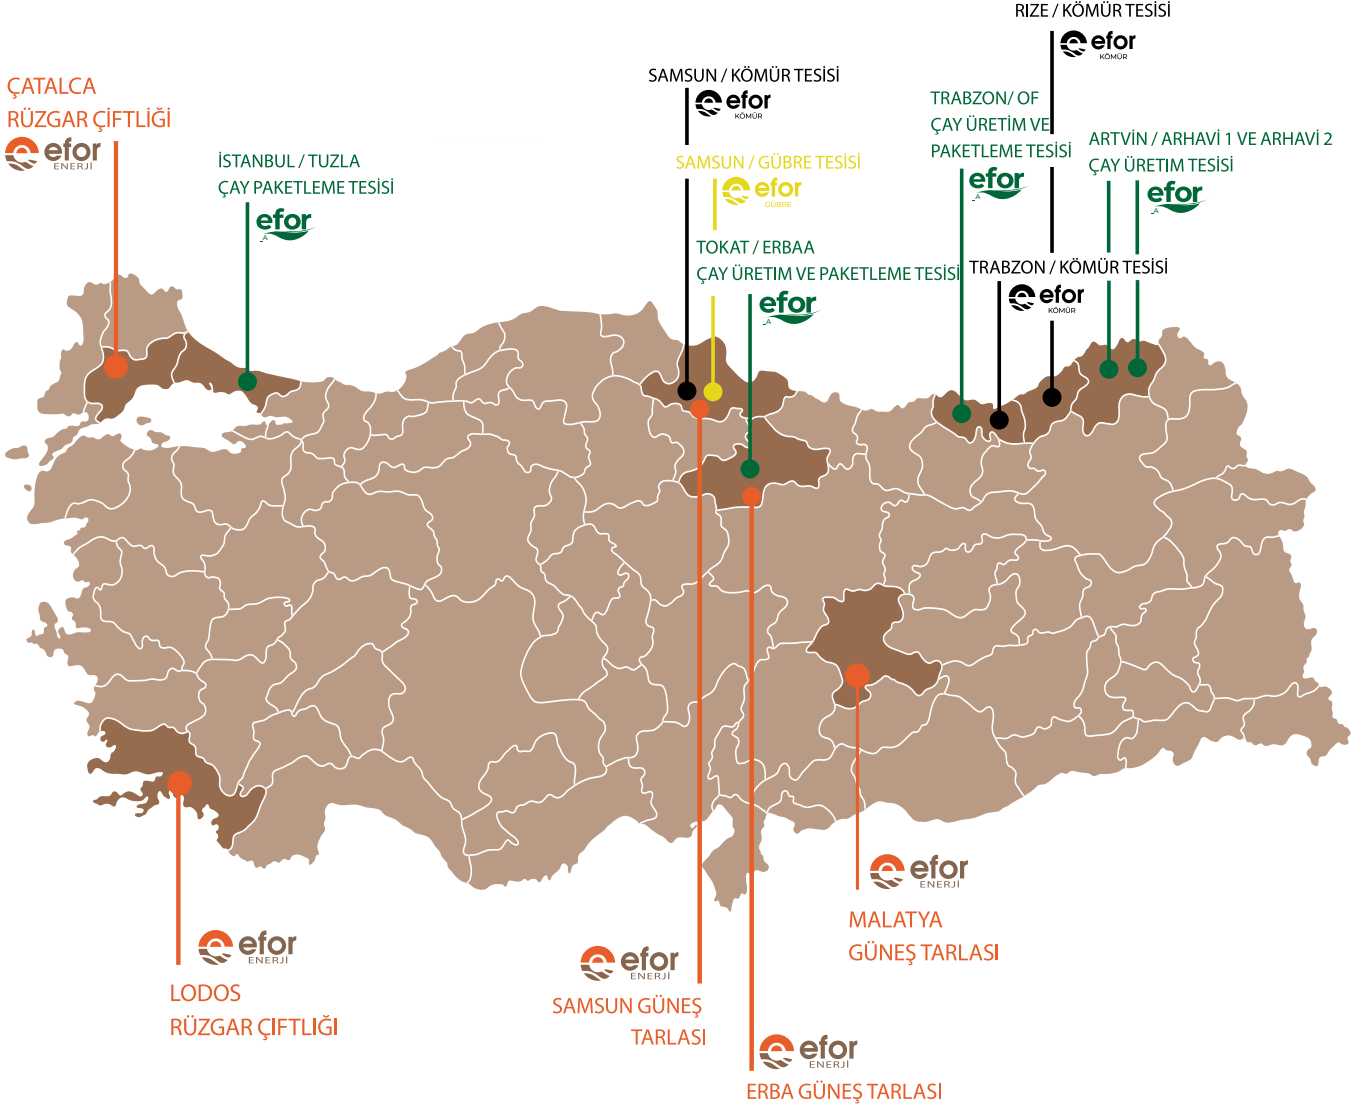 RIZE / KÖMÜR TESİSİ
efor
KÖMÜR
SAMSUN / KÖMÜR TESİSİ
efor
KÖMÜR
ÇATALCA
RÜZGAR ÇİFTLİĞİ
efor
ENERJİ
İSTANBUL / TUZLA
ÇAY PAKETLEME TESİSİ
efor
SAMSUN / GÜBRE TESİSİ
efor
GÜBRE
TRABZON/ OF
ÇAY ÜRETİM VE
PAKETLEME TESİSİ
efor
ARTVİN / ARHAVİ 1 VE ARHAVİ 2
ÇAY ÜRETIM TESİSİ
efor
TOKAT / ERBAA
ÇAY ÜRETIM VE PAKETLEME TESİSİ
efor
TRABZON / KÖMÜR TESİSİ
efor
KÖMÜR
efor
ENERJİ
MALATYA
GÜNEŞ TARLASI
efor
ENERJİ
LODOS
RÜZGAR ÇİFTLİĞİ
efor
ENERJİ
SAMSUN GÜNEŞ
TARLASI
efor
ENERJİ
ERBA GÜNEŞ TARLASI